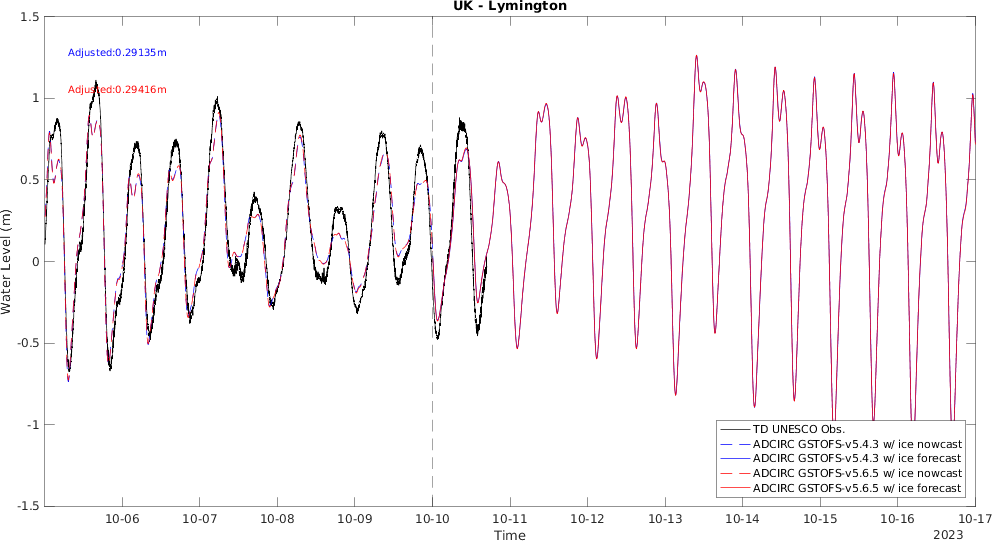 UK - Lymington
1.5
1
0.5
0
-0.5
-1
-1.5
Water Level (m)
Adjusted:0.29135m
Adjusted:0.29416m
TD UNESCO Obs.
ADCIRC GSTOFS-v5.4.3 w/ ice nowcast
ADCIRC GSTOFS-v5.4.3 w/ ice forecast
ADCIRC GSTOFS-v5.6.5 w/ ice nowcast
ADCIRC GSTOFS-v5.6.5 w/ ice forecast
10-06 10-07 10-08 10-09 10-10 10-11 10-12 10-13 10-14 10-15 10-16 10-17
Time
2023